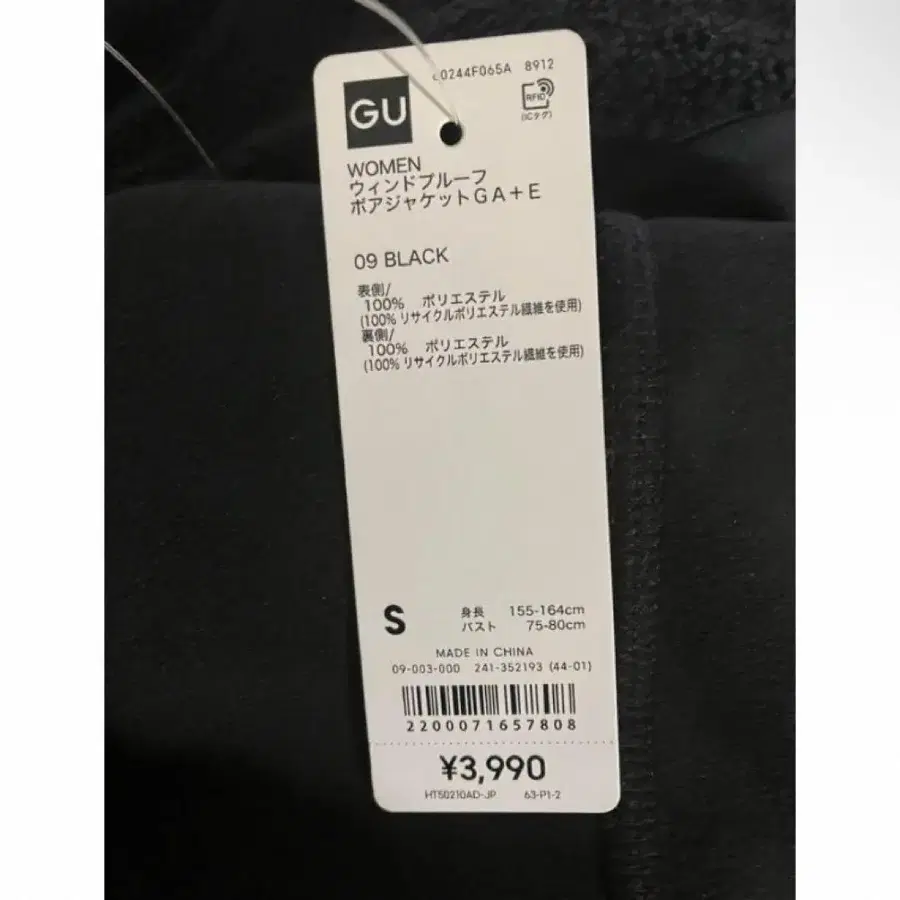 0244F065A 8912
GU
RFID
(ICタグ)
WOMEN
ウィンドプルーフ
ボアジャケットGA+E
09 BLACK
表側/
100% ポリエステル
(100% リサイクルポリエステル繊維を使用)
裏側/
100% ポリエステル
(100% リサイクルポリエステル繊維を使用)
S 身長 155-164cm
バスト 75-80cm
MADE IN CHINA
09-003-000 241-352193 (44-01)
2200071657808
¥3,990
HT50210AD-JP 63-P1-2